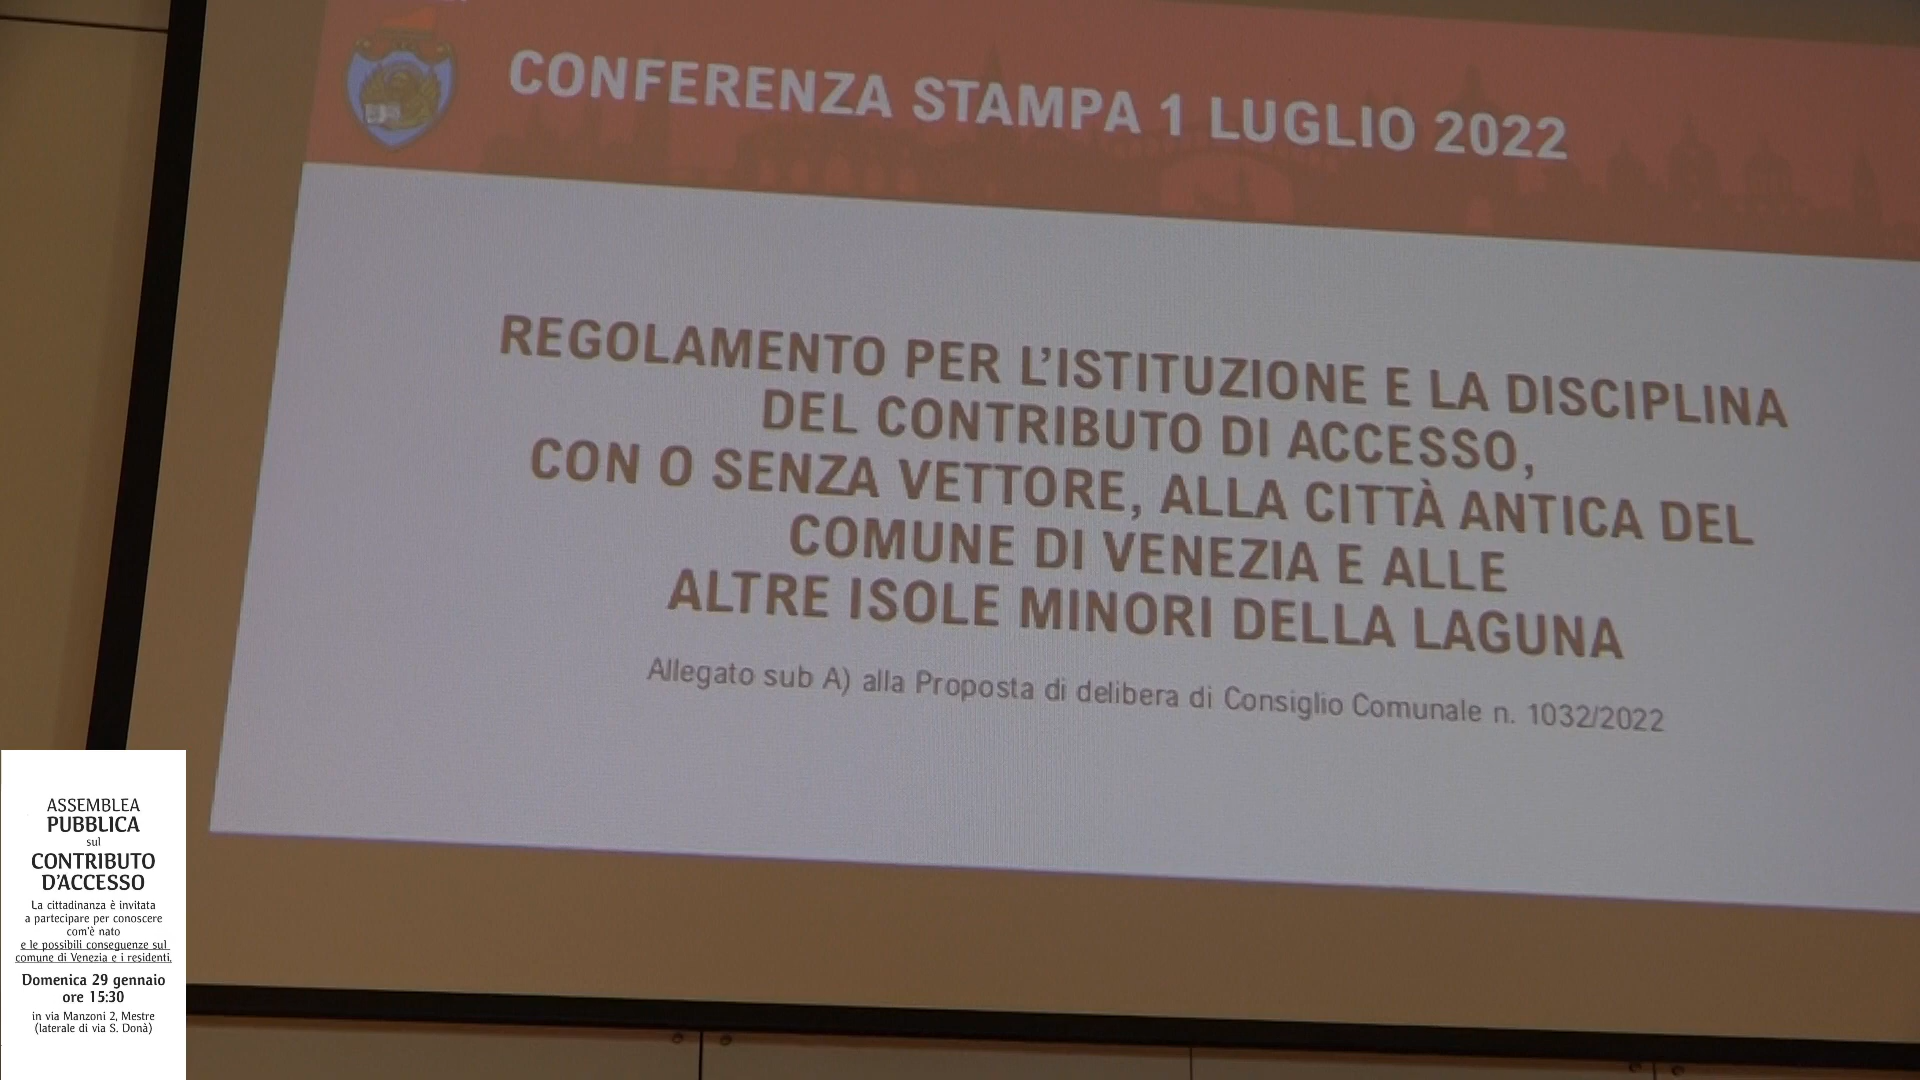 CONFERENZA STAMPA 1 LUGLIO 2022
REGOLAMENTO PER L'ISTITUZIONE E LA DISCIPLINA
DEL CONTRIBUTO DI ACCESSO,
CON O SENZA VETTORE, ALLA CITTÀ ANTICA DEL
COMUNE DI VENEZIA E ALLE
ALTRE ISOLE MINORI DELLA LAGUNA
Allegato sub A) alla Proposta di delibera di Consiglio Comunale n. 1032/2022
ASSEMBLEA
PUBBLICA
sul
CONTRIBUTO
D'ACCESSO
La cittadinanza è invitata
a partecipare per conoscere
com'è nato
e le possibili conseguenze sul
comune di Venezia e i residenti.
Domenica 29 gennaio
ore 15:30
in via Manzoni 2, Mestre
(laterale di via S. Donà)